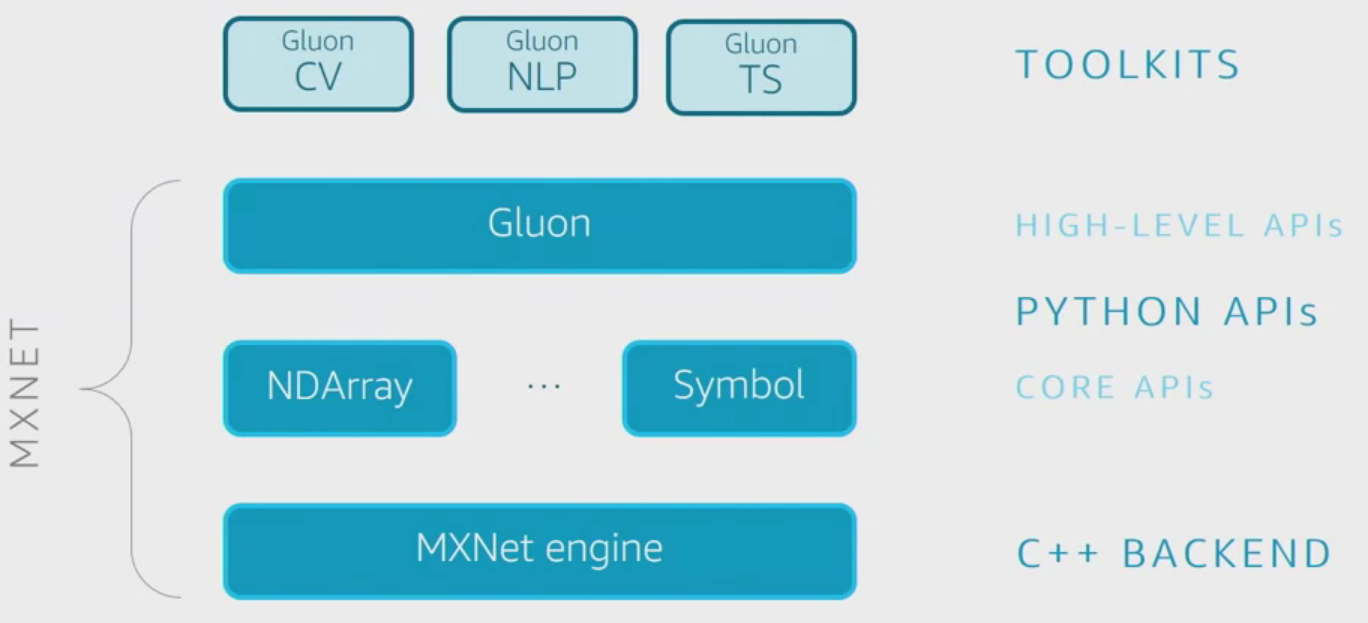 Gluon
CV
Gluon
NLP
Gluon
TS
TOOLKITS
MXNET
Gluon
HIGH-LEVEL APIs
PYTHON APIs
NDArray
...
Symbol
CORE APIs
MXNet engine
C++ BACKEND